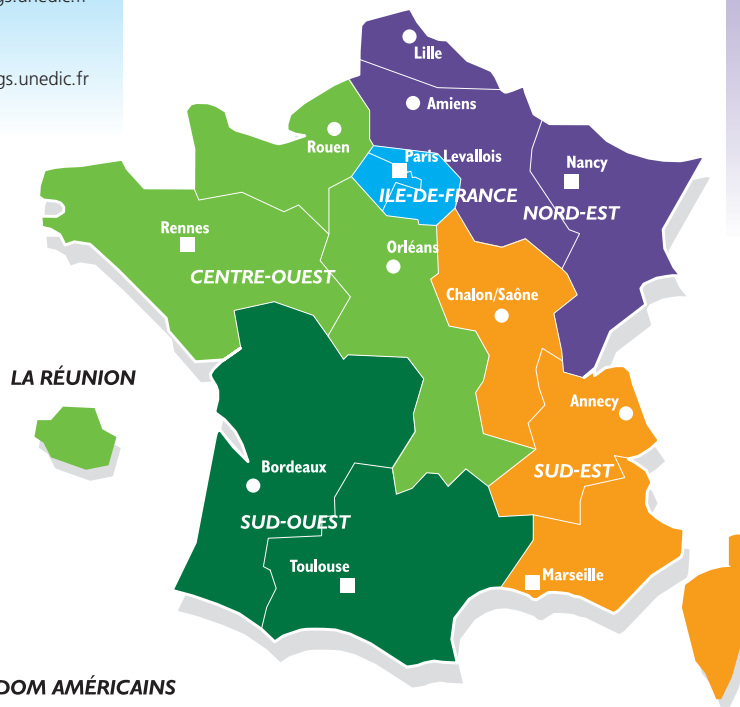 gs.unedic.fr
Lille
Amiens
Rouen
Paris Levallois
Nancy
ILE-DE-FRANCE
NORD-EST
Rennes
Orléans
CENTRE-OUEST
Chalon/Saône
LA RÉUNION
Annecy
Bordeaux
SUD-EST
SUD-OUEST
Toulouse
Marseille
DOM AMÉRICAINS